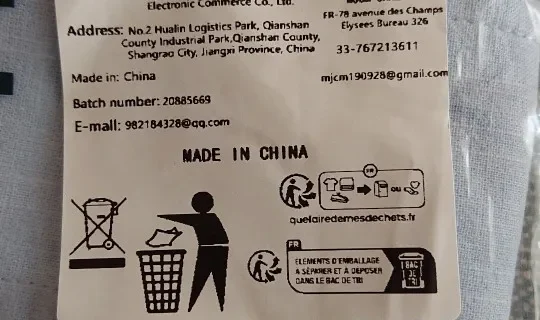 Electronic Commerce Co., Ltd.
Address: No.2 Hualin Logistics Park, Qianshan
County Industrial Park,Qianshan County,
Shangrao City, Jiangxi Province, China
FR-78 avenue des Champs
Elysees Bureau 326
33-767213611
Made in: China
mjcm190928@gmail.com
Batch number: 20885669
E-mail: 982184328@qq.com
MADE IN CHINA
FR
ou
quefairedemesdechets.fr
FR
ELEMENTS D'EMBALLAGE
A SÉPARER ET A DÉPOSER
DANS LE BAC DE TRI
BAC
DE
TRI